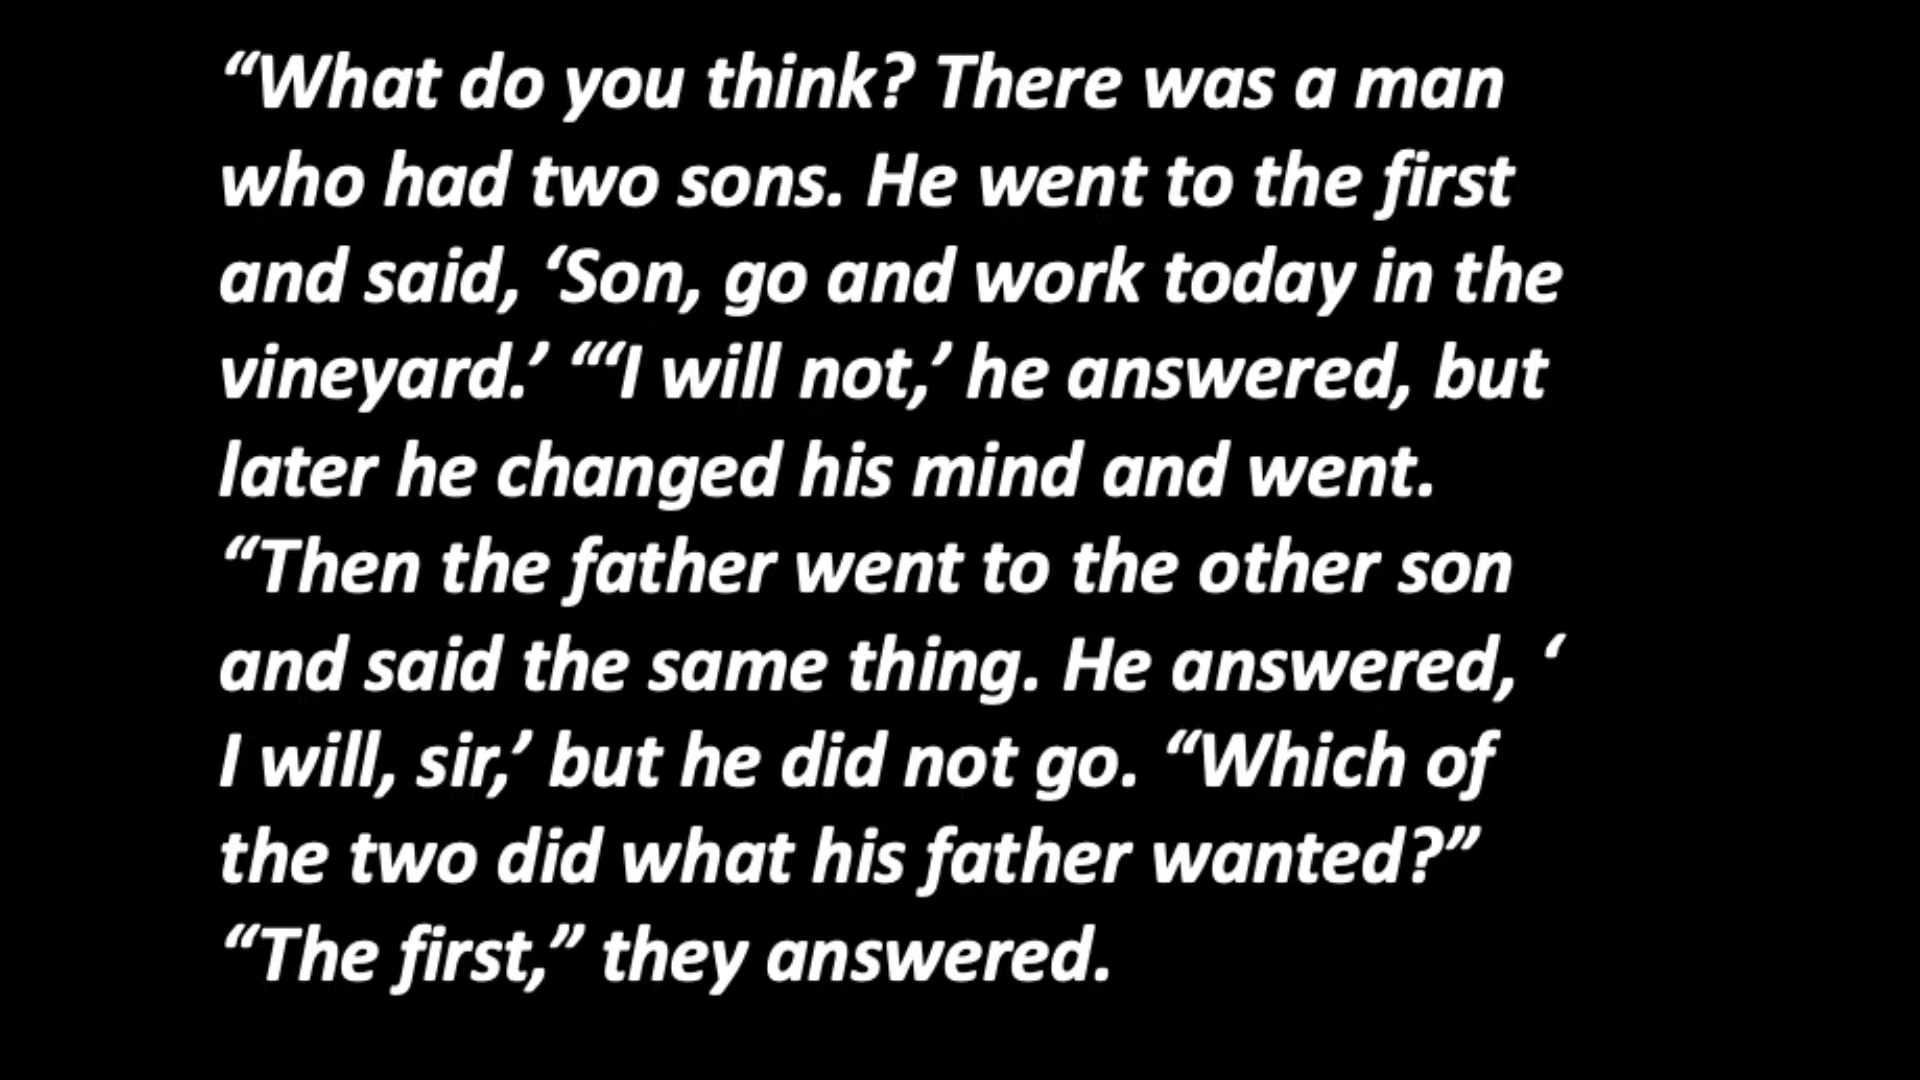 “What do you think? There was a man
who had two sons. He went to the first
and said, ‘Son, go and work today in the
vineyard.’ “‘I will not,’ he answered, but
later he changed his mind and went.
“Then the father went to the other son
and said the same thing. He answered, ‘
I will, sir,’ but he did not go. “Which of
the two did what his father wanted?”
“The first,” they answered.